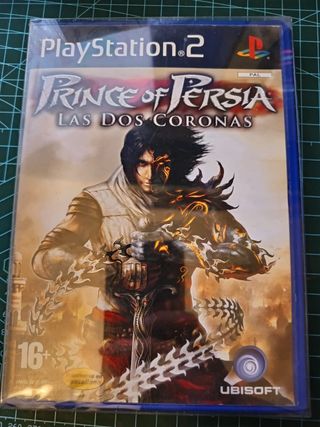 PlayStation®2
PAL
PRINCE OF PERSIA
LAS DOS CORONAS
16+
UBISOFT